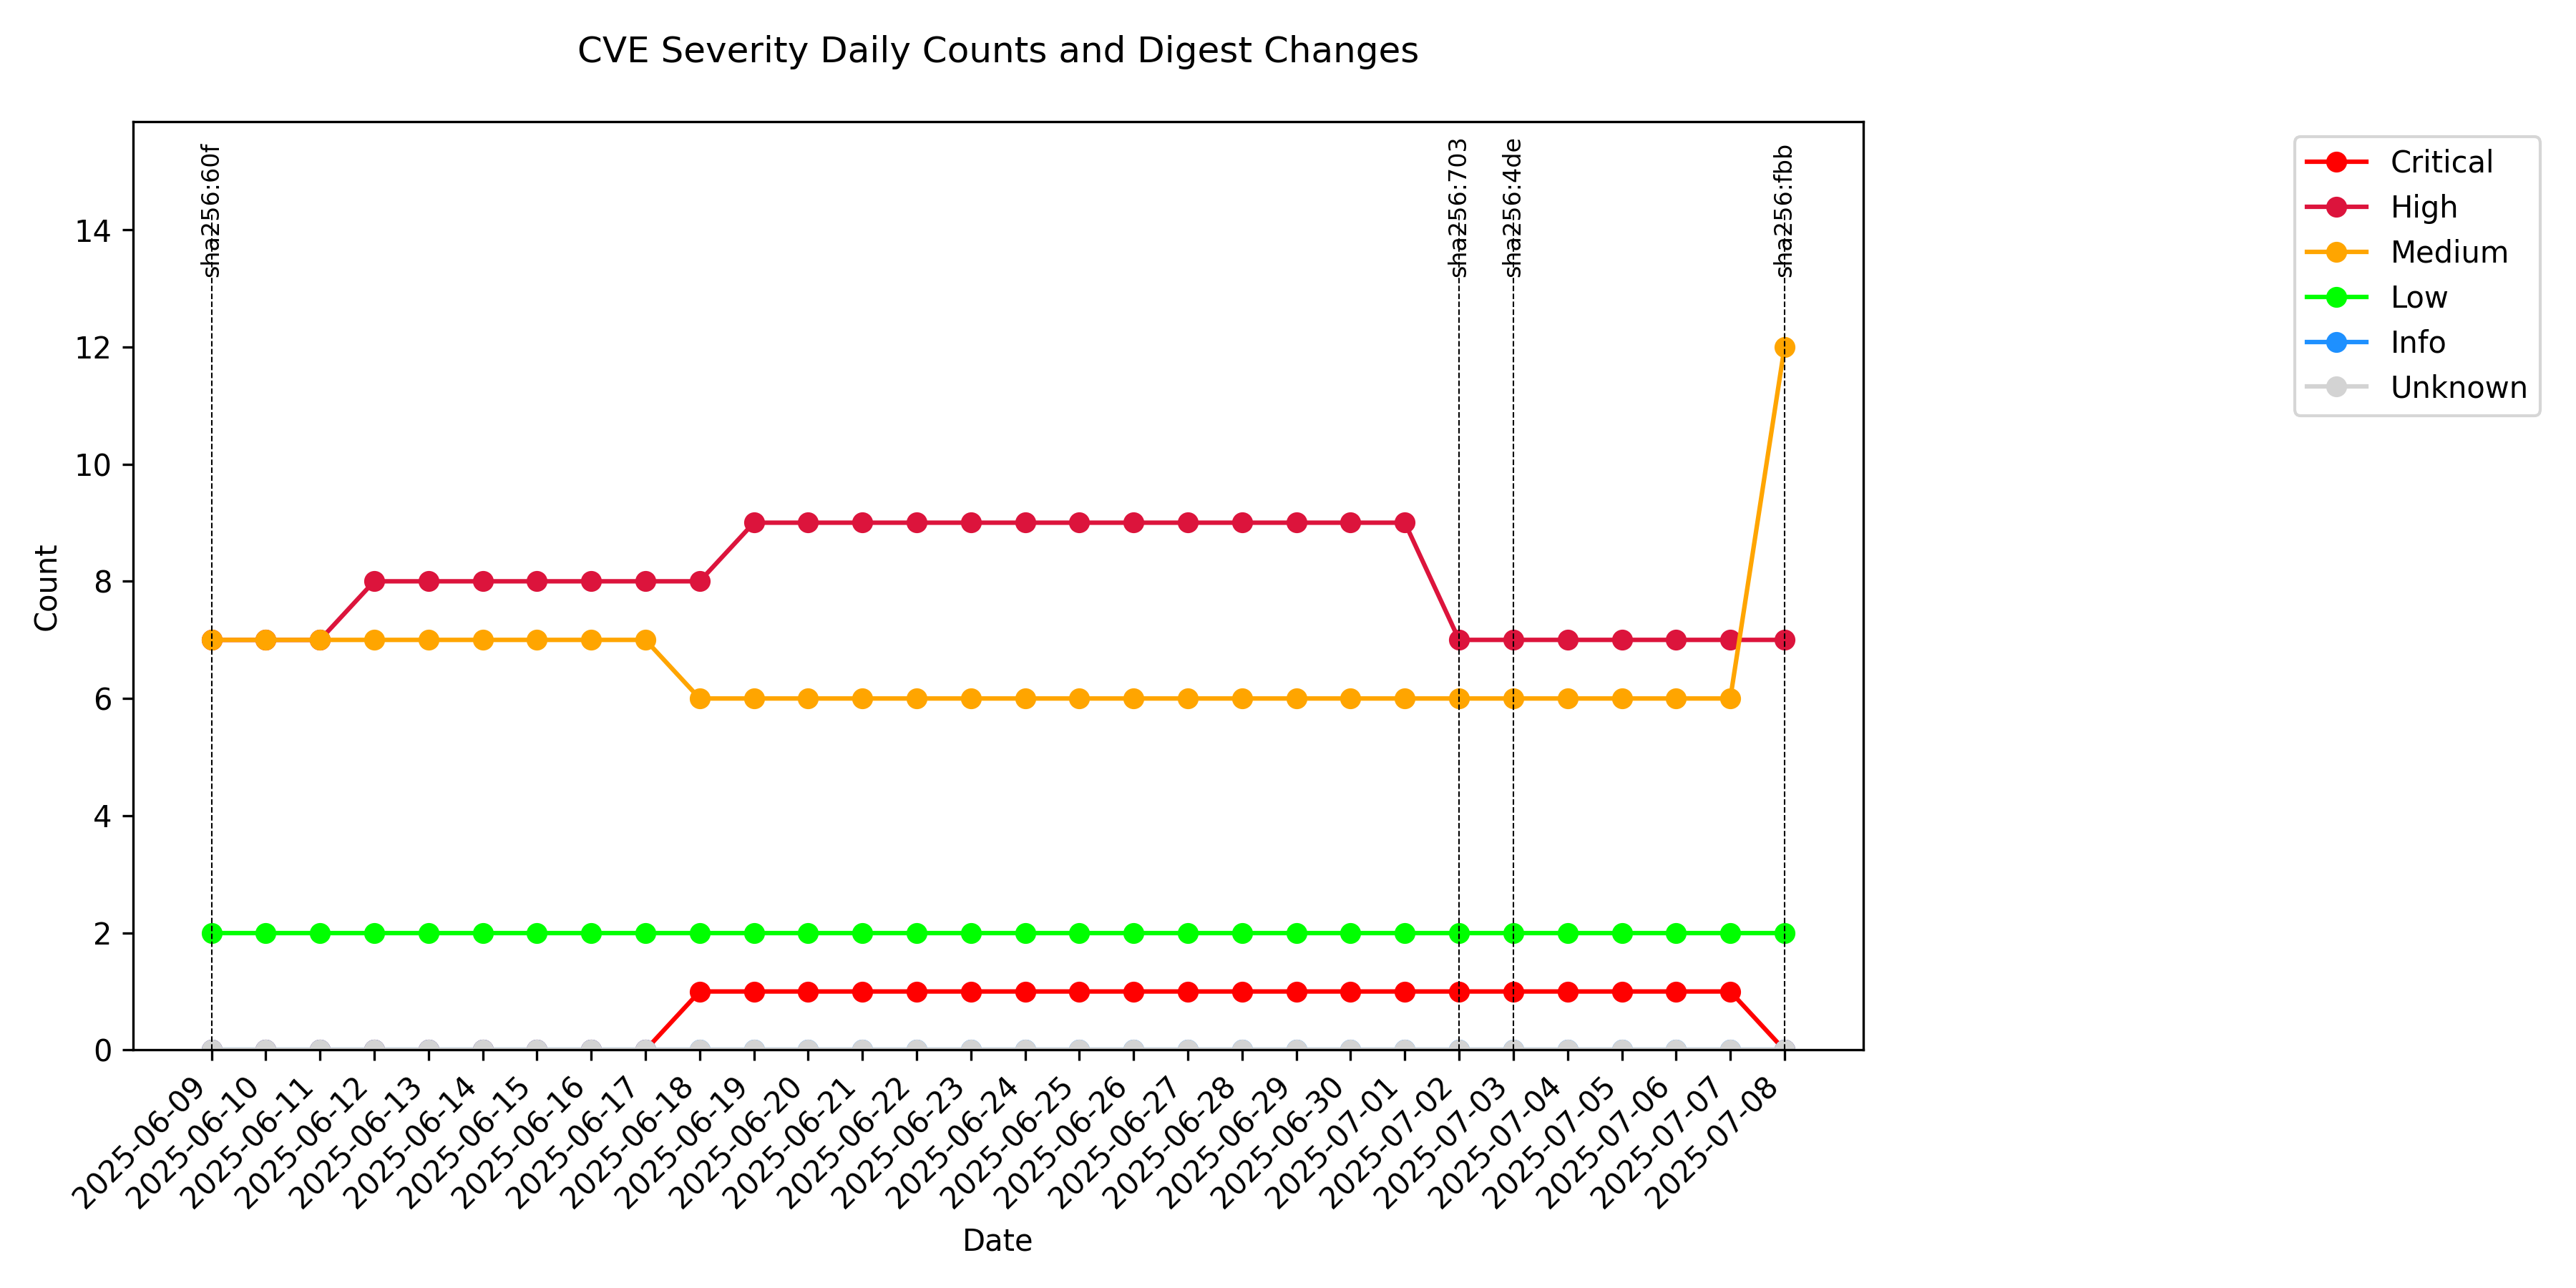 CVE Severity Daily Counts and Digest Changes
sha256:60f
sha256:703
sha256:4de
sha256:fbb
Critical
High
Medium
Low
Info
Unknown
14
12
10
8
6
4
2
0
Count
2025-06-09
2025-06-10
2025-06-11
2025-06-12
2025-06-13
2025-06-14
2025-06-15
2025-06-16
2025-06-17
2025-06-18
2025-06-19
2025-06-20
2025-06-21
2025-06-22
2025-06-23
2025-06-24
2025-06-25
2025-06-26
2025-06-27
2025-06-28
2025-06-29
2025-06-30
2025-07-01
2025-07-02
2025-07-03
2025-07-04
2025-07-05
2025-07-06
2025-07-07
2025-07-08
Date